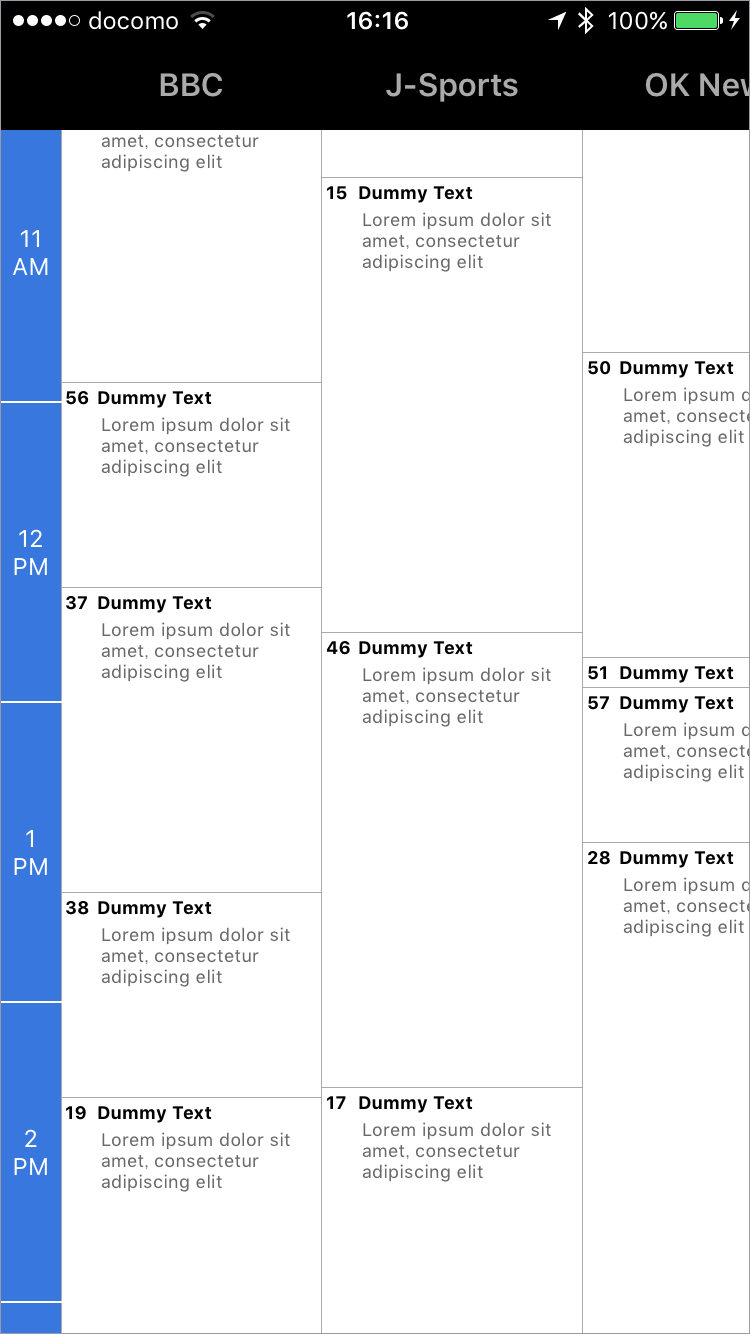 docomo 16:16 100%
BBC J-Sports OK New
11
AM
12
PM
1
PM
2
PM
amet, consectetur
adipiscing elit
56 Dummy Text
Lorem ipsum dolor sit
amet, consectetur
adipiscing elit
37 Dummy Text
Lorem ipsum dolor sit
amet, consectetur
adipiscing elit
38 Dummy Text
Lorem ipsum dolor sit
amet, consectetur
adipiscing elit
19 Dummy Text
Lorem ipsum dolor sit
amet, consectetur
adipiscing elit
15 Dummy Text
Lorem ipsum dolor sit
amet, consectetur
adipiscing elit
46 Dummy Text
Lorem ipsum dolor sit
amet, consectetur
adipiscing elit
17 Dummy Text
Lorem ipsum dolor sit
amet, consectetur
adipiscing elit
50 Dummy Text
Lorem ipsum d
amet, consecte
adipiscing elit
51 Dummy Text
57 Dummy Text
Lorem ipsum d
amet, consecte
adipiscing elit
28 Dummy Text
Lorem ipsum d
amet, consecte
adipiscing elit